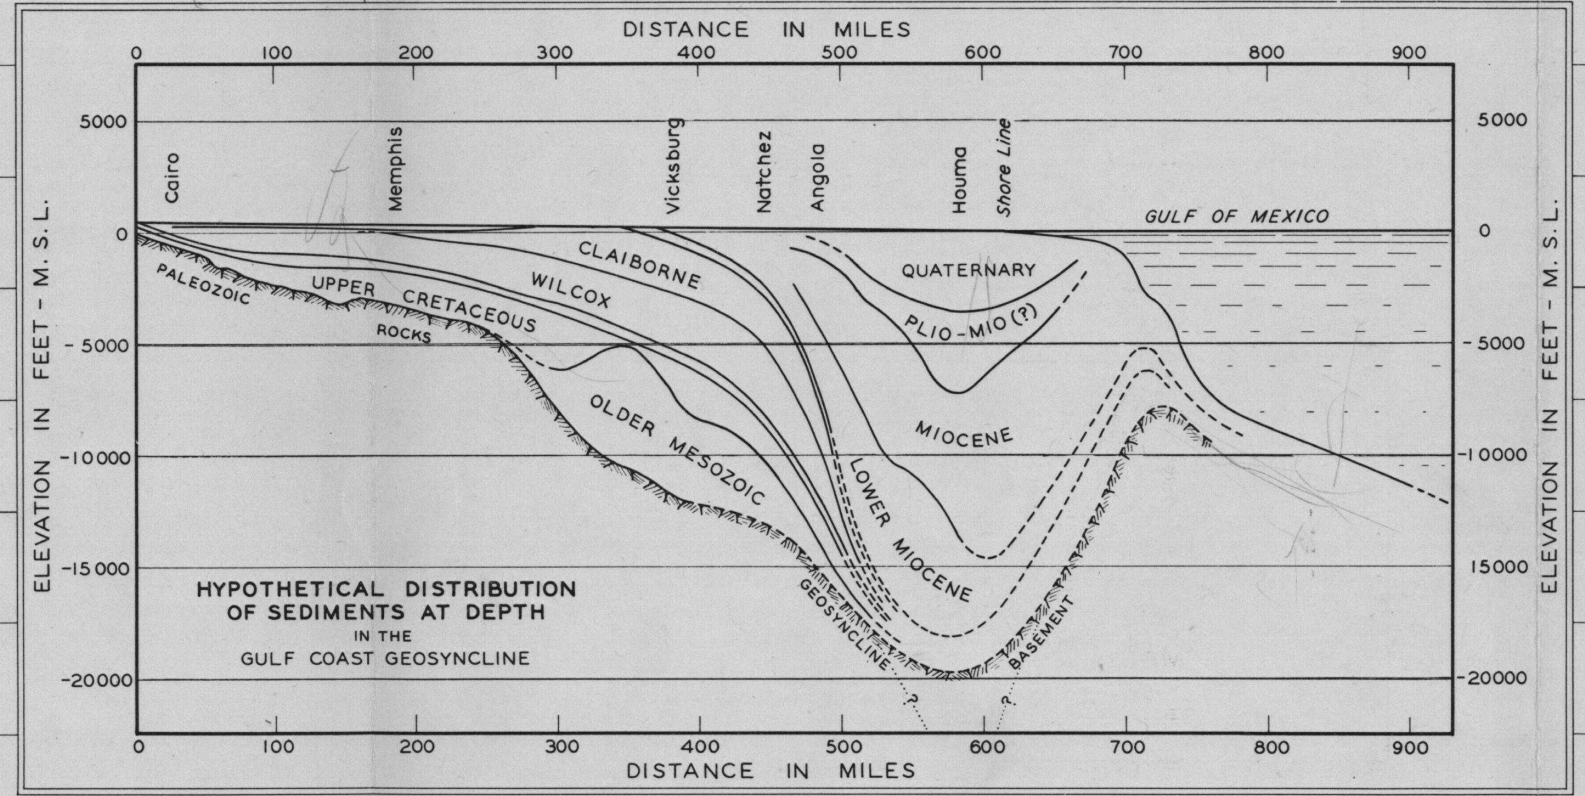 DISTANCE IN MILES
0 100 200 300 400 500 600 700 800 900
ELEVATION IN FEET - M. S. L.
5000
0
- 5000
-10000
-15000
-20000
5000
0
- 5000
-10000
15000
-20000
ELEVATION IN FEET - M. S. L.
Cairo
Memphis
Vicksburg
Natchez
Angola
Houma
Shore Line
GULF OF MEXICO
PALEOZOIC
ROCKS
UPPER CRETACEOUS
WILCOX
CLAIBORNE
QUATERNARY
PLIO-MIO (?)
MIOCENE
OLDER MESOZOIC
LOWER MIOCENE
GEOSYNCLINE
BASEMENT
?
?
HYPOTHETICAL DISTRIBUTION
OF SEDIMENTS AT DEPTH
IN THE
GULF COAST GEOSYNCLINE
0 100 200 300 400 500 600 700 800 900
DISTANCE IN MILES